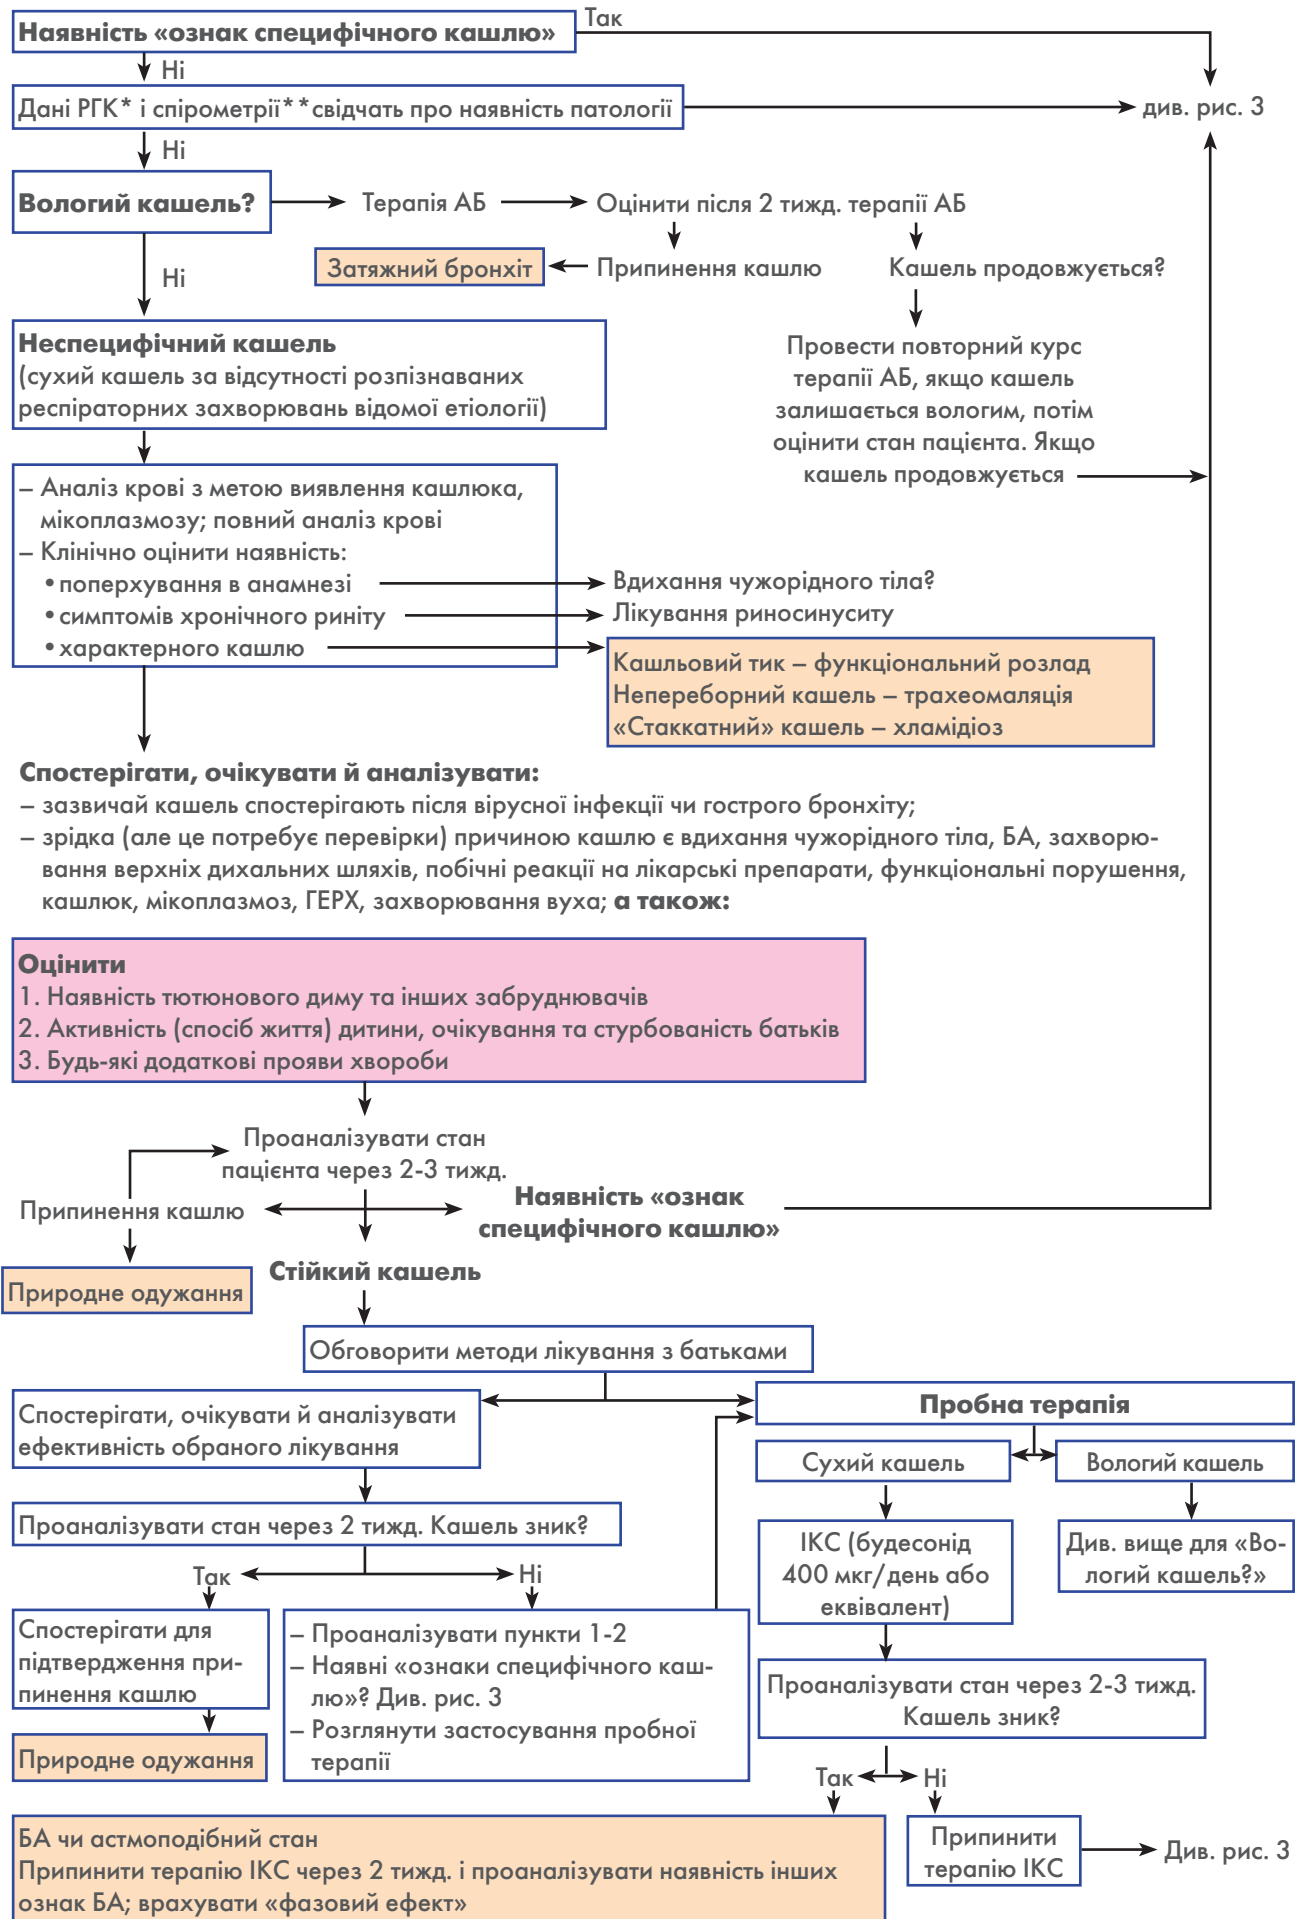 Наявність «ознак специфічного кашлю»
Так
Ні
Дані РГК* і спірометрії**свідчать про наявність патології
див. рис. 3
Ні
Вологий кашель?
Терапія АБ
Оцінити після 2 тижд. терапії АБ
Ні
Затяжний бронхіт
Припинення кашлю
Кашель продовжується?
Неспецифічний кашель
(сухий кашель за відсутності розпізнаваних
респіраторних захворювань відомої етіології)
Провести повторний курс
терапії АБ, якщо кашель
залишається вологим, потім
оцінити стан пацієнта. Якщо
кашель продовжується
– Аналіз крові з метою виявлення кашлюка,
мікоплазмозу; повний аналіз крові
– Клінічно оцінити наявність:
•поперхування в анамнезі
•симптомів хронічного риніту
•характерного кашлю
Вдихання чужорідного тіла?
Лікування риносинуситу
Кашльовий тик – функціональний розлад
Непереборний кашель – трахеомаляція
«Стаккатний» кашель – хламідіоз
Спостерігати, очікувати й аналізувати:
– зазвичай кашель спостерігають після вірусної інфекції чи гострого бронхіту;
– зрідка (але це потребує перевірки) причиною кашлю є вдихання чужорідного тіла, БА, захворю-
вання верхніх дихальних шляхів, побічні реакції на лікарські препарати, функціональні порушення,
кашлюк, мікоплазмоз, ГЕРХ, захворювання вуха; а також:
Оцінити
1. Наявність тютюнового диму та інших забруднювачів
2. Активність (спосіб життя) дитини, очікування та стурбованість батьків
3. Будь-які додаткові прояви хвороби
Проаналізувати стан
пацієнта через 2-3 тижд.
Припинення кашлю
Наявність «ознак
специфічного кашлю»
Природне одужання
Стійкий кашель
Обговорити методи лікування з батьками
Спостерігати, очікувати й аналізувати
ефективність обраного лікування
Пробна терапія
Сухий кашель
Вологий кашель
Проаналізувати стан через 2 тижд. Кашель зник?
ІКС (будесонід
400 мкг/день або
еквівалент)
Див. вище для «Во-
логий кашель?»
Так
Ні
Спостерігати для
підтвердження при-
пинення кашлю
– Проаналізувати пункти 1-2
– Наявні «ознаки специфічного каш-
лю»? Див. рис. 3
– Розглянути застосування пробної
терапії
Проаналізувати стан через 2-3 тижд.
Кашель зник?
Природне одужання
Так
Ні
БА чи астмоподібний стан
Припинити терапію ІКС через 2 тижд. і проаналізувати наявність інших
ознак БА; врахувати «фазовий ефект»
Припинити
терапію ІКС
Див. рис. 3